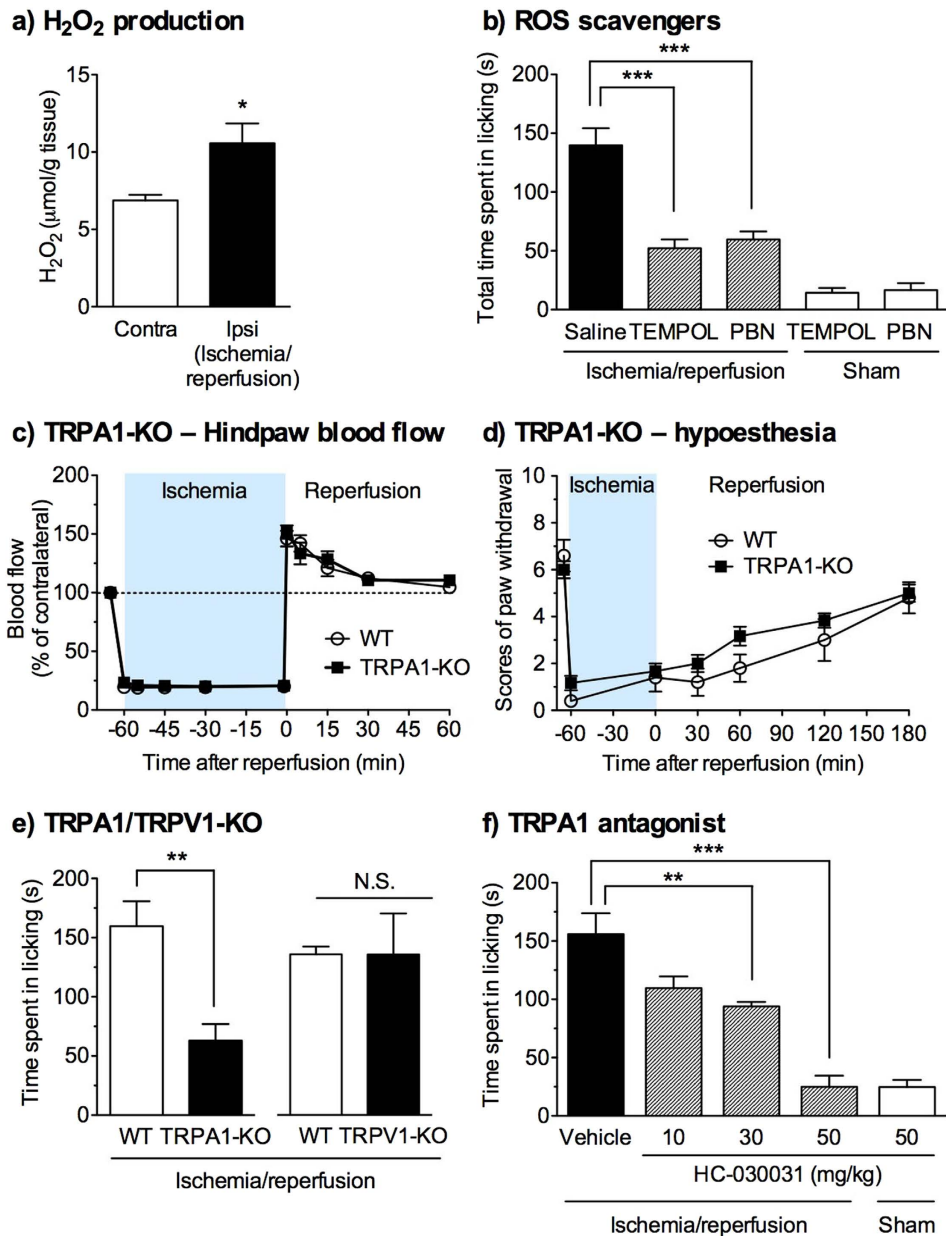 a) H₂O₂ production
15
10
5
0
H₂O₂ (μmol/g tissue)
*
Contra
Ipsi
(Ischemia/
reperfusion)
b) ROS scavengers
200
150
100
50
0
Total time spent in licking (s)
***
***
Saline TEMPOL PBN TEMPOL PBN
Ischemia/reperfusion Sham
c) TRPA1-KO – Hindpaw blood flow
200
150
100
50
0
Blood flow
(% of contralateral)
Ischemia Reperfusion
WT
TRPA1-KO
-60 -45 -30 -15 0 15 30 45 60
Time after reperfusion (min)
d) TRPA1-KO – hypoesthesia
10
8
6
4
2
0
Scores of paw withdrawal
Ischemia Reperfusion
WT
TRPA1-KO
-60 -30 0 30 60 90 120 150 180
Time after reperfusion (min)
e) TRPA1/TRPV1-KO
200
150
100
50
0
Time spent in licking (s)
**
N.S.
WT TRPA1-KO WT TRPV1-KO
Ischemia/reperfusion
f) TRPA1 antagonist
200
150
100
50
0
Time spent in licking (s)
***
**
Vehicle 10 30 50 50
HC-030031 (mg/kg)
Ischemia/reperfusion Sham